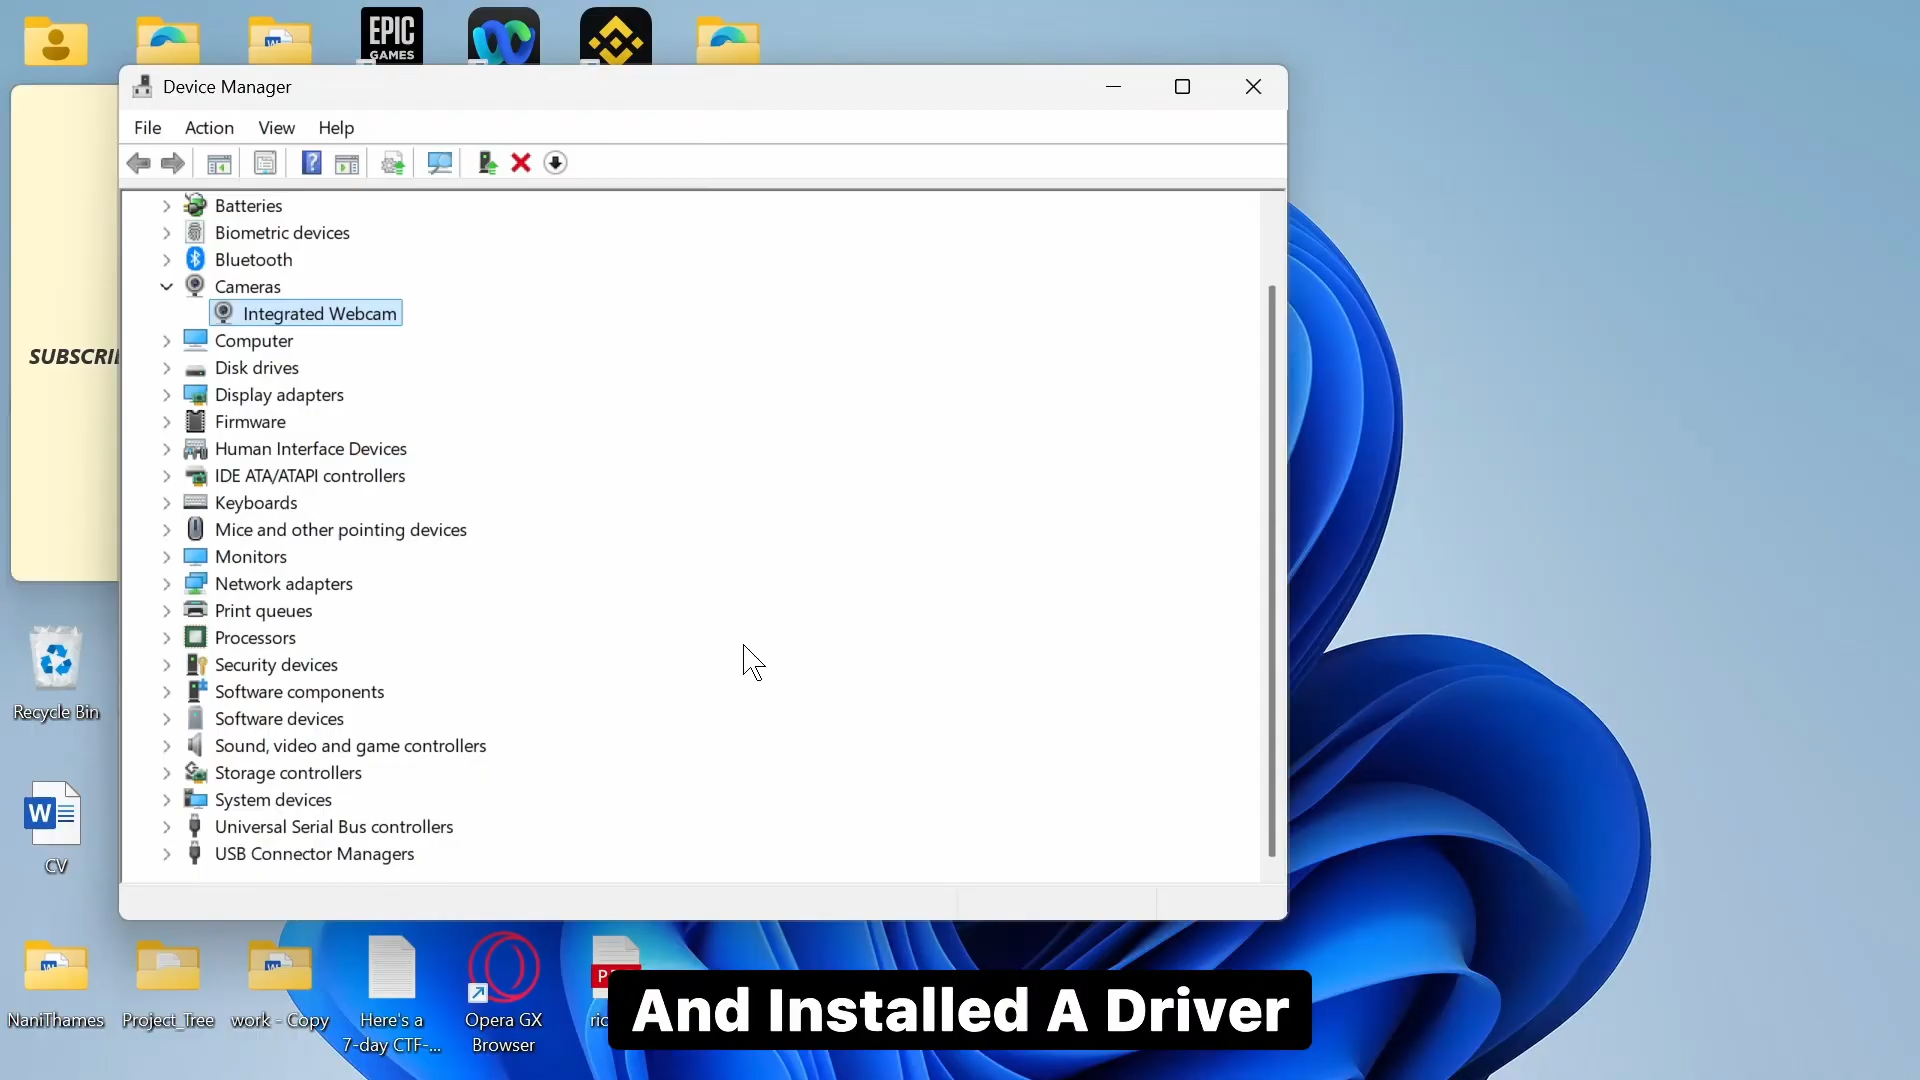 EPIC
GAMES
Device Manager
File Action View Help
Batteries
Biometric devices
Bluetooth
Cameras
Integrated Webcam
Computer
Disk drives
Display adapters
Firmware
Human Interface Devices
IDE ATA/ATAPI controllers
Keyboards
Mice and other pointing devices
Monitors
Network adapters
Print queues
Processors
Security devices
Software components
Software devices
Sound, video and game controllers
Storage controllers
System devices
Universal Serial Bus controllers
USB Connector Managers
Recycle Bin
W
CV
NaniThames
Project_Tree
work - Copy
Here's a
7-day CTF-...
Opera GX
Browser
And Installed A Driver